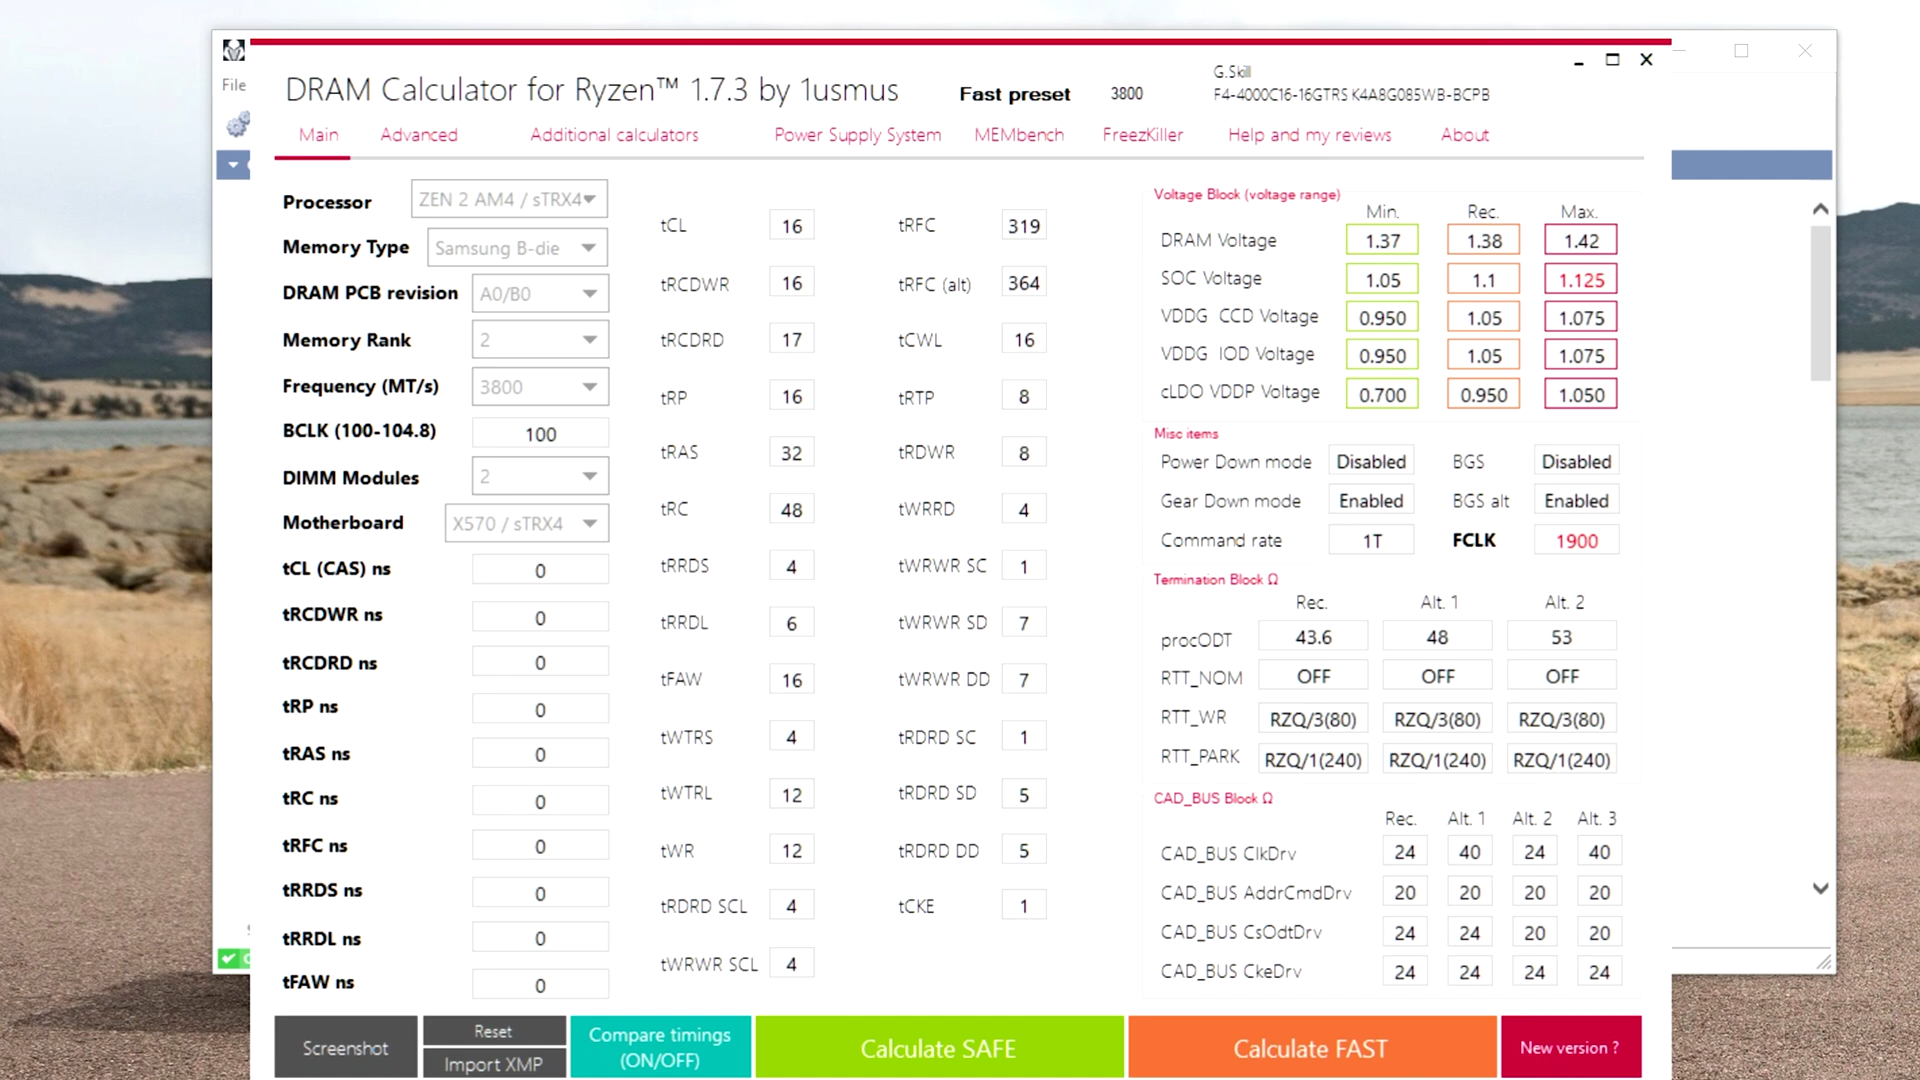 File
DRAM Calculator for Ryzen™ 1.7.3 by 1usmus
Fast preset
3800
G.Skill
F4-4000C16-16GTRS K4A8G085WB-BCPB
Main
Advanced
Additional calculators
Power Supply System
MEMbench
FreezKiller
Help and my reviews
About
Processor ZEN 2 AM4 / sTRX4
Memory Type Samsung B-die
DRAM PCB revision A0/B0
Memory Rank 2
Frequency (MT/s) 3800
BCLK (100-104.8) 100
DIMM Modules 2
Motherboard X570 / sTRX4
tCL (CAS) ns 0
tRCDWR ns 0
tRCDRD ns 0
tRP ns 0
tRAS ns 0
tRC ns 0
tRFC ns 0
tRRDS ns 0
tRRDL ns 0
tFAW ns 0
tCL 16
tRCDWR 16
tRCDRD 17
tRP 16
tRAS 32
tRC 48
tRRDS 4
tRRDL 6
tFAW 16
tWTRS 4
tWTRL 12
tWR 12
tRDRD SCL 4
tWRWR SCL 4
tRFC 319
tRFC (alt) 364
tCWL 16
tRTP 8
tRDWR 8
tWRRD 4
tWRWR SC 1
tWRWR SD 7
tWRWR DD 7
tRDRD SC 1
tRDRD SD 5
tRDRD DD 5
tCKE 1
Voltage Block (voltage range)
Min. Rec. Max.
DRAM Voltage 1.37 1.38 1.42
SOC Voltage 1.05 1.1 1.125
VDDG CCD Voltage 0.950 1.05 1.075
VDDG IOD Voltage 0.950 1.05 1.075
cLDO VDDP Voltage 0.700 0.950 1.050
Misc items
Power Down mode Disabled BGS Disabled
Gear Down mode Enabled BGS alt Enabled
Command rate 1T FCLK 1900
Termination Block Ω
Rec. Alt. 1 Alt. 2
procODT 43.6 48 53
RTT_NOM OFF OFF OFF
RTT_WR RZQ/3(80) RZQ/3(80) RZQ/3(80)
RTT_PARK RZQ/1(240) RZQ/1(240) RZQ/1(240)
CAD_BUS Block Ω
Rec. Alt. 1 Alt. 2 Alt. 3
CAD_BUS ClkDrv 24 40 24 40
CAD_BUS AddrCmdDrv 20 20 20 20
CAD_BUS CsOdtDrv 24 24 20 20
CAD_BUS CkeDrv 24 24 24 24
Screenshot
Reset
Import XMP
Compare timings
(ON/OFF)
Calculate SAFE
Calculate FAST
New version ?